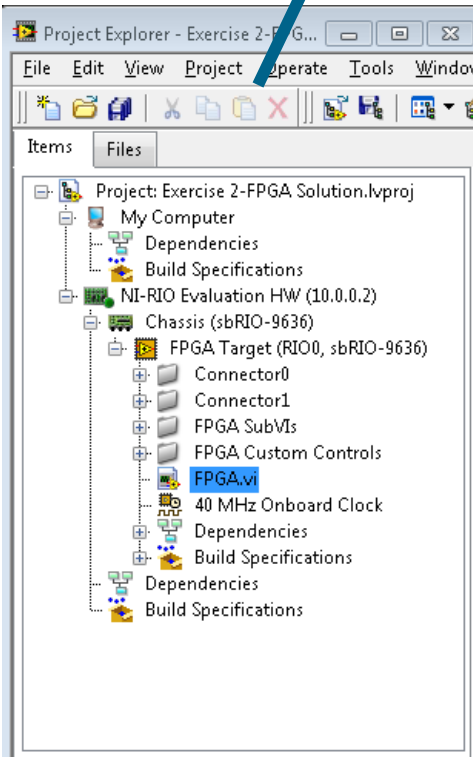 Project Explorer - Exercise 2-FPG...
File Edit View Project Operate Tools
Items Files
Project: Exercise 2-FPGA Solution.lvproj
My Computer
Dependencies
Build Specifications
NI-RIO Evaluation HW (10.0.0.2)
Chassis (sbRIO-9636)
FPGA Target (RIO0, sbRIO-9636)
Connector0
Connector1
FPGA SubVIs
FPGA Custom Controls
FPGA.vi
40 MHz Onboard Clock
Dependencies
Build Specifications
Dependencies
Build Specifications